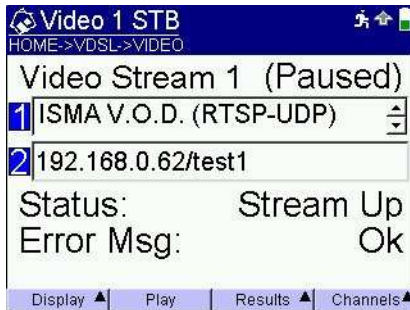 Video 1 STB
HOME->VDSL->VIDEO
Video Stream 1 (Paused)
1 ISMA V.O.D. (RTSP-UDP)
2 192.168.0.62/test1
Status: Stream Up
Error Msg: Ok
Display Play Results Channels